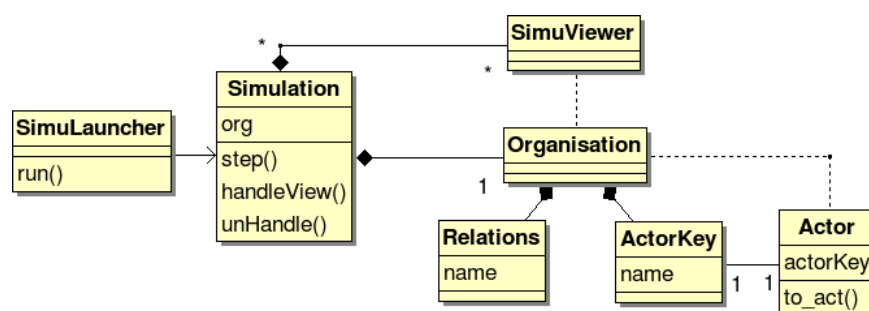 SimuViewer
*
*
Simulation
org
step()
handleView()
unHandle()
SimuLauncher
run()
Organisation
1
Relations
name
ActorKey
name
1
1
Actor
actorKey
to_act()